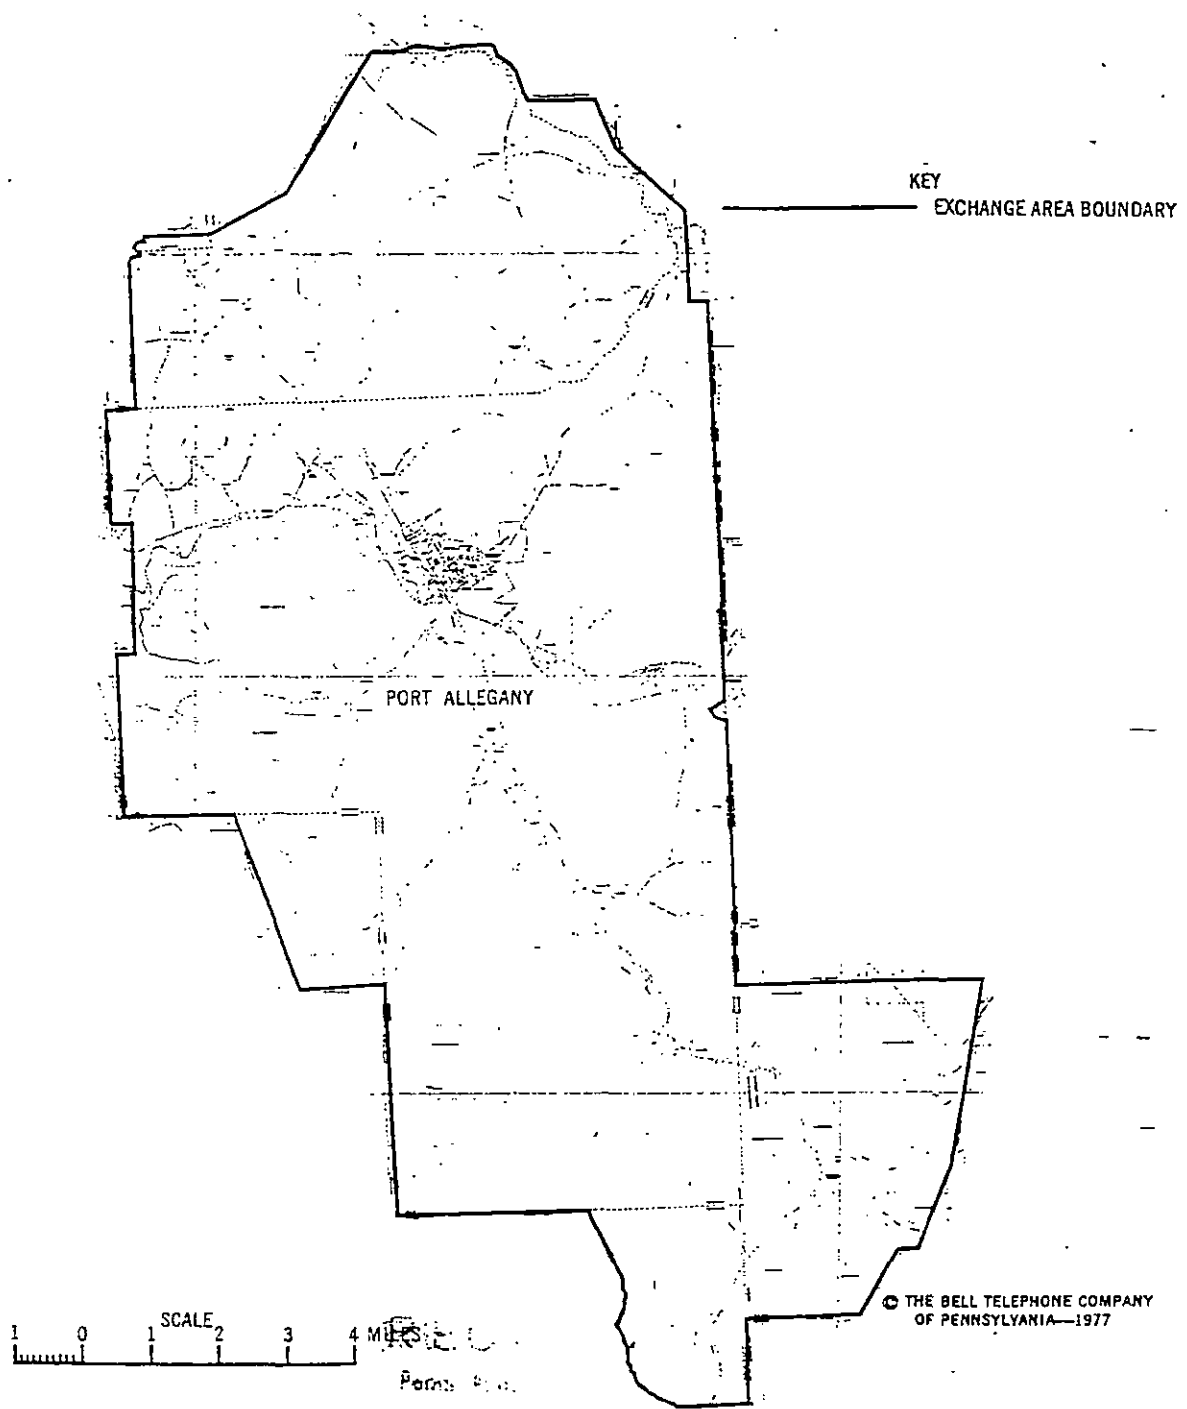 KEY
EXCHANGE AREA BOUNDARY
PORT ALLEGANY
© THE BELL TELEPHONE COMPANY
OF PENNSYLVANIA—1977
SCALE
1 0 1 2 3 4 MILES